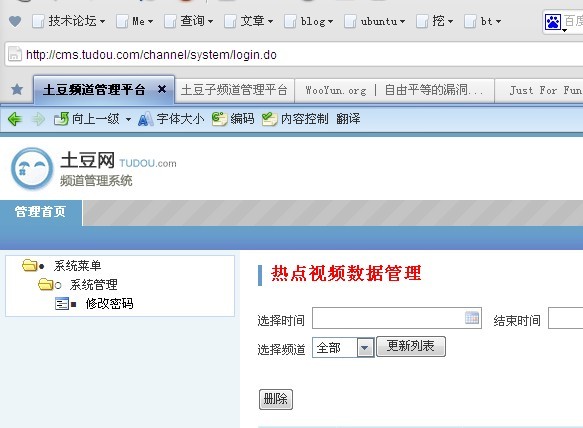 技术论坛 Me 查询 文章 blog ubuntu 挖 bt
http://cms.tudou.com/channel/system/login.do
土豆频道管理平台 × 土豆子频道管理平台 WooYun.org | 自由平等的漏洞... Just For Fun
向上一级 字体大小 编码 内容控制 翻译
土豆网 TUDOU.com
频道管理系统
管理首页
系统菜单
系统管理
修改密码
热点视频数据管理
选择时间 结束时间
选择频道 全部 更新列表
删除